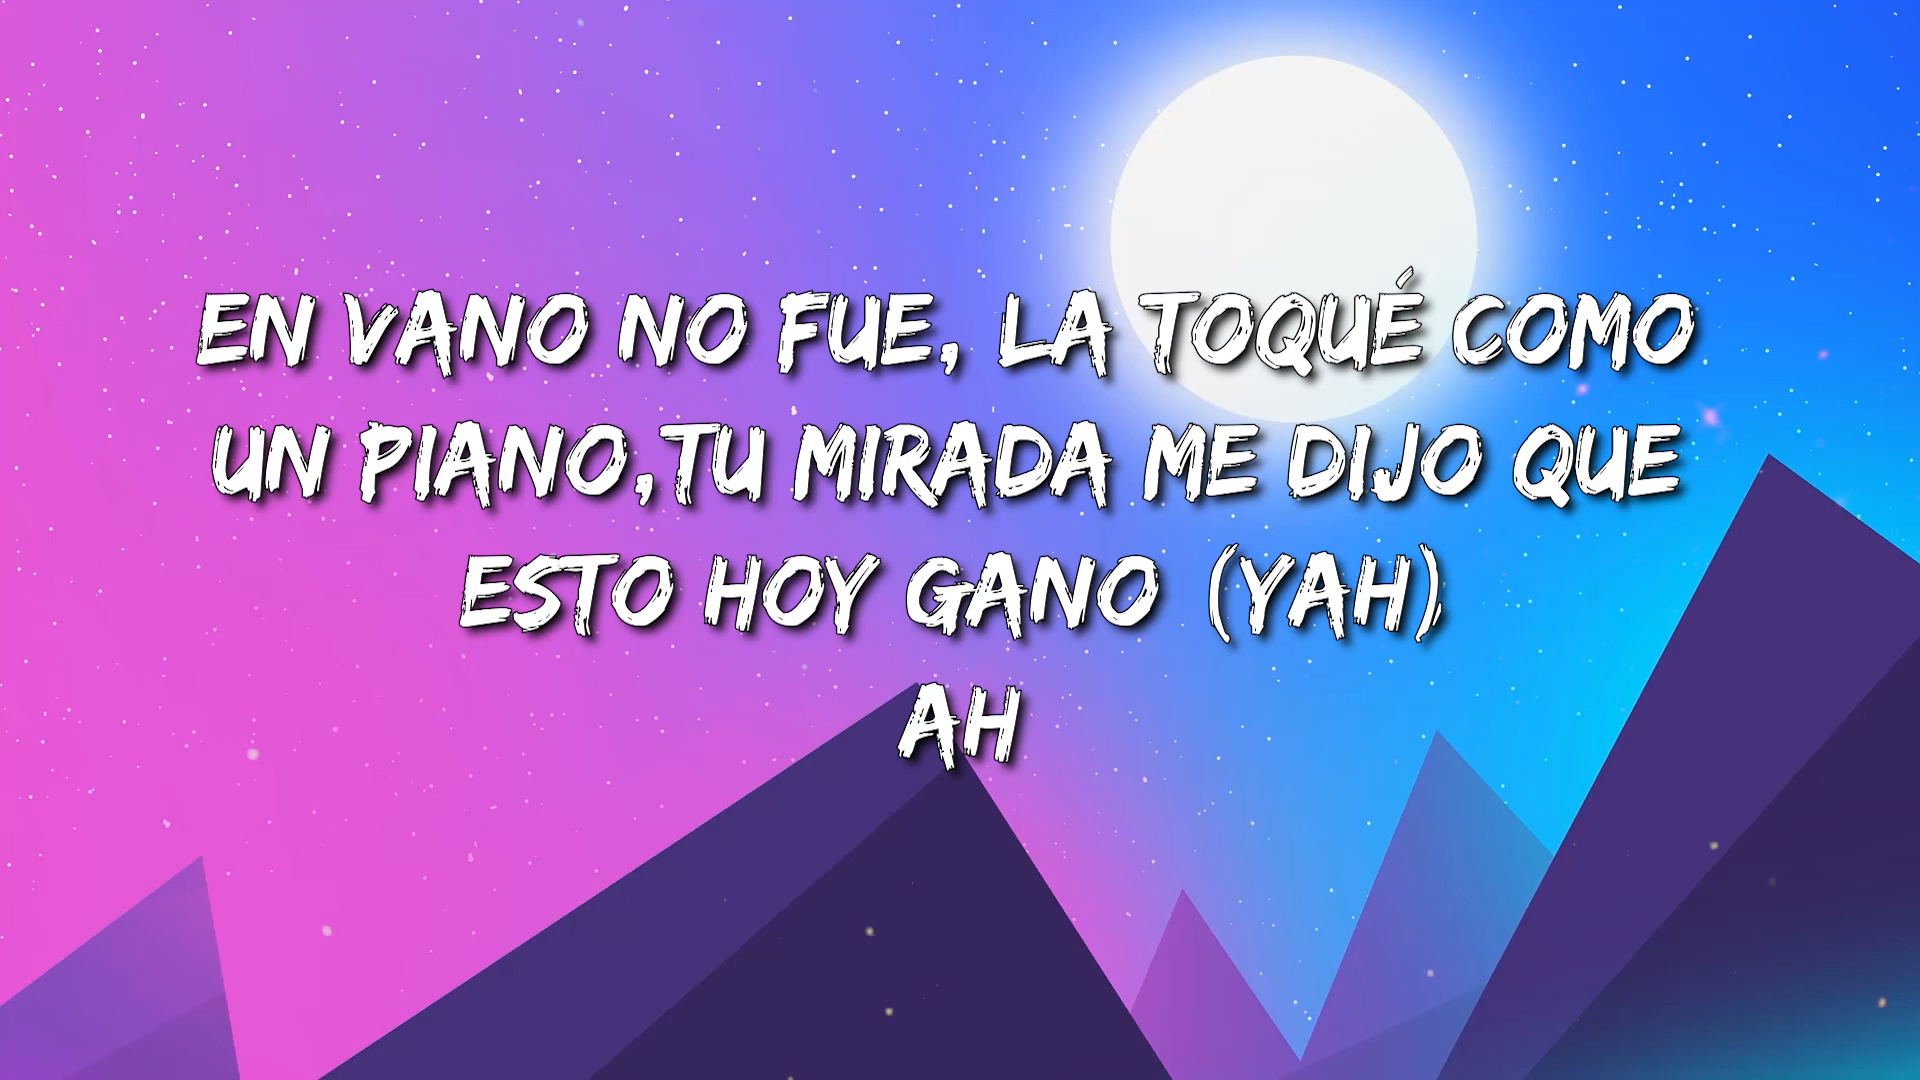 EN VANO NO FUE, LA TOQUÉ COMO
UN PIANO,TU MIRADA ME DIJO QUE
ESTO HOY GANO (YAH)
AH